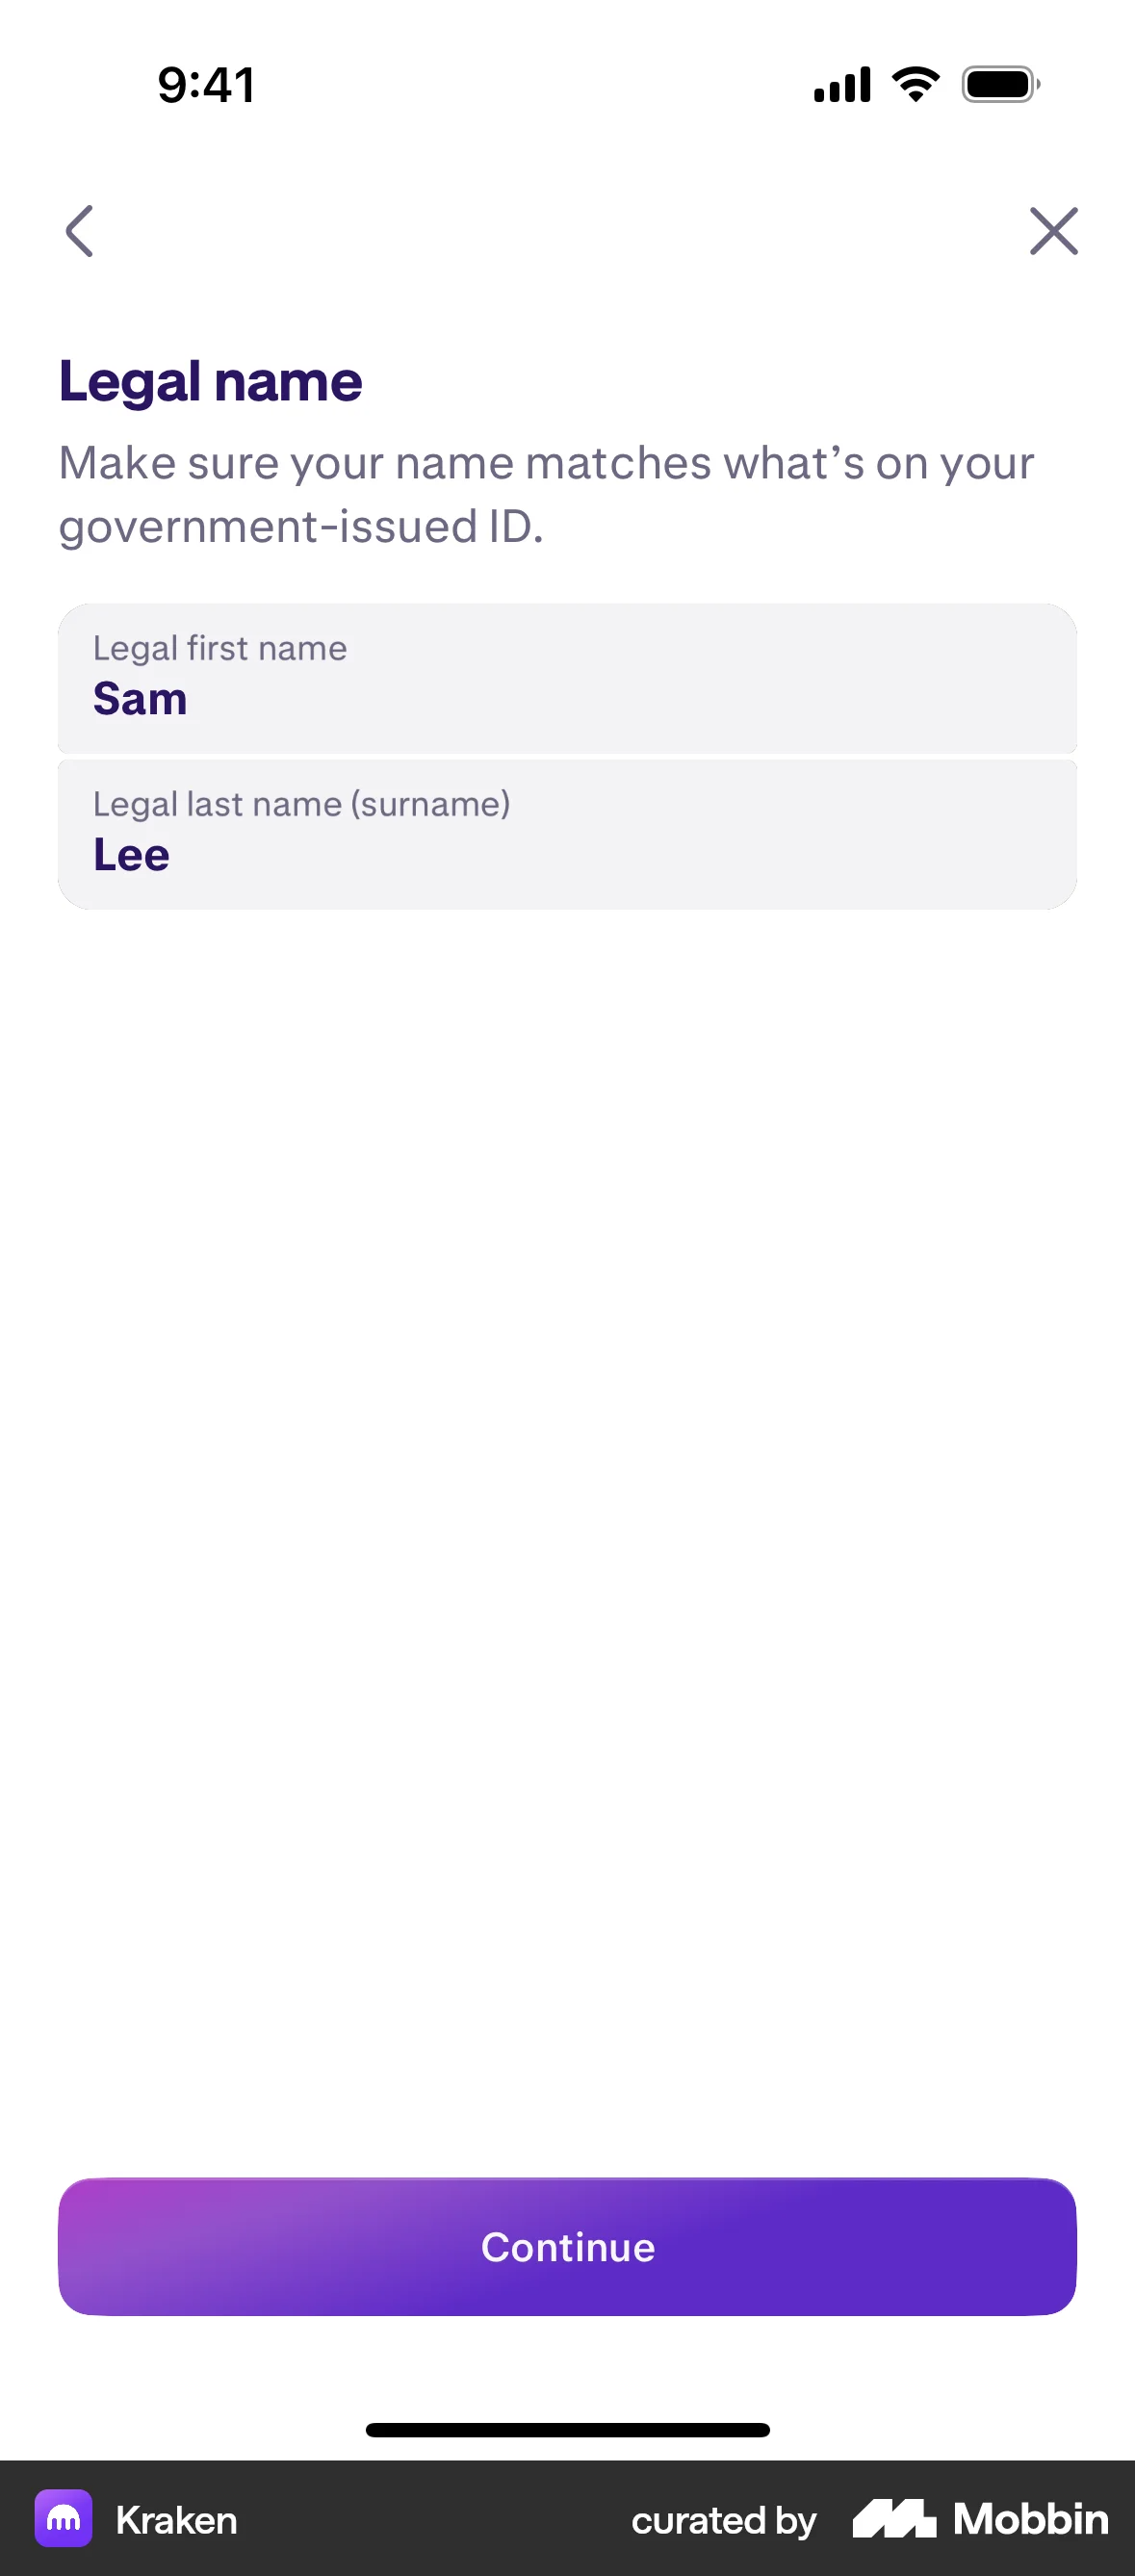 9:41
Legal name
Make sure your name matches what’s on your
government-issued ID.
Legal first name
Sam
Legal last name (surname)
Lee
Continue
Kraken
curated by Mobbin